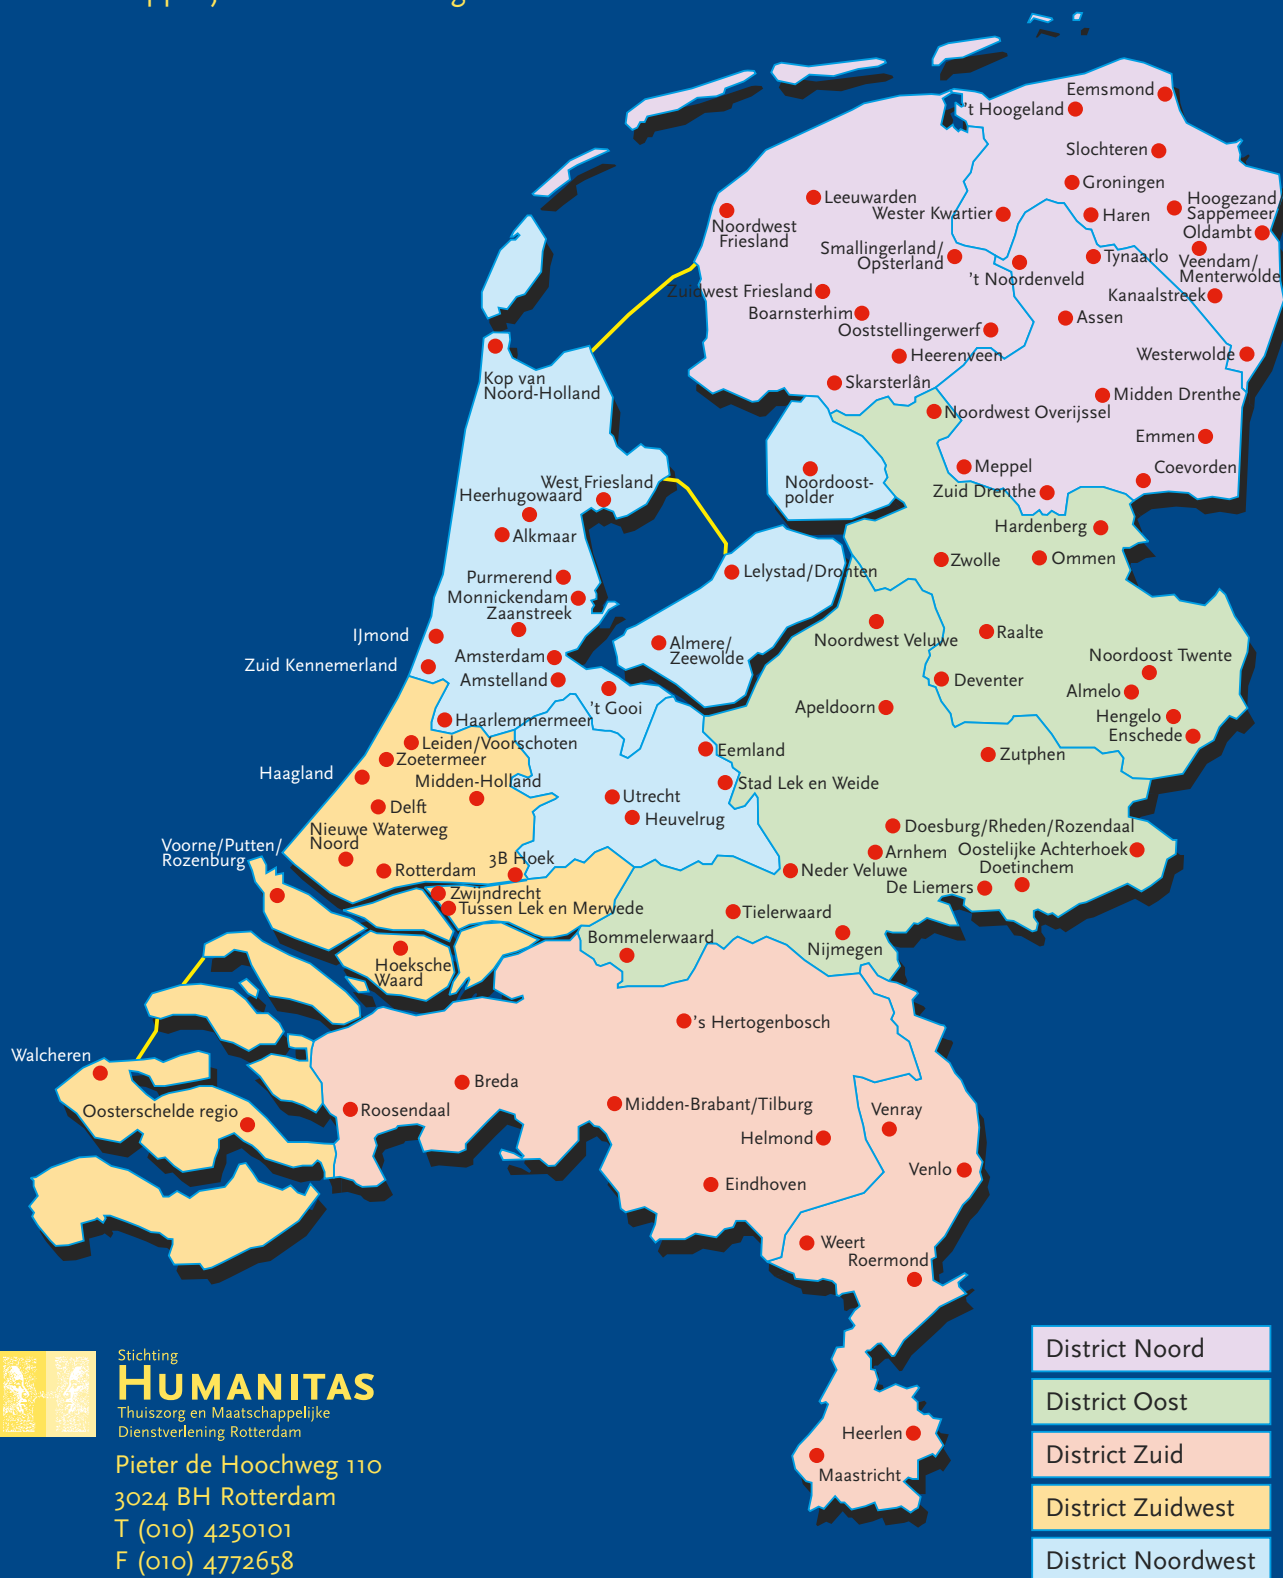 Eemsmond
't Hoogeland
Slochteren
Groningen
Hoogezand
Sappemeer
Leeuwarden
Wester Kwartier
Haren
Noordwest
Friesland
Oldambt
Smallingerland/
Opsterland
Tynaarlo
Veendam/
Menterwolde
't Noordenveld
Zuidwest Friesland
Kanaalstreek
Boarnsterhim
Assen
Ooststellingerwerf
Heerenveen
Westerwolde
Kop van
Noord-Holland
Skarsterlân
Midden Drenthe
Noordwest Overijssel
Emmen
Meppel
Coevorden
West Friesland
Noordoost-
polder
Zuid Drenthe
Heerhugowaard
Hardenberg
Alkmaar
Zwolle
Ommen
Lelystad/Dronten
Purmerend
Monnickendam
Zaanstreek
IJmond
Noordwest Veluwe
Raalte
Almere/
Zeewolde
Amsterdam
Noordoost Twente
Zuid Kennemerland
Amstelland
Deventer
Almelo
't Gooi
Apeldoorn
Hengelo
Haarlemmermeer
Enschede
Leiden/Voorschoten
Eemland
Zutphen
Zoetermeer
Haagland
Midden-Holland
Stad Lek en Weide
Utrecht
Delft
Heuvelrug
Nieuwe Waterweg
Noord
Doesburg/Rheden/Rozendaal
Voorne/Putten/
Rozenburg
3B Hoek
Arnhem
Oostelijke Achterhoek
Rotterdam
Neder Veluwe
Doetinchem
De Liemers
Zwijndrecht
Tussen Lek en Merwede
Tielerwaard
Bommelerwaard
Nijmegen
Hoeksche
Waard
's Hertogenbosch
Walcheren
Breda
Oosterschelde regio
Roosendaal
Midden-Brabant/Tilburg
Venray
Helmond
Venlo
Eindhoven
Weert
Roermond
Heerlen
Maastricht
District Noord
District Oost
District Zuid
District Zuidwest
District Noordwest
Stichting
HUMANITAS
Thuiszorg en Maatschappelijke
Dienstverlening Rotterdam
Pieter de Hoochweg 110
3024 BH Rotterdam
T (010) 4250101
F (010) 4772658